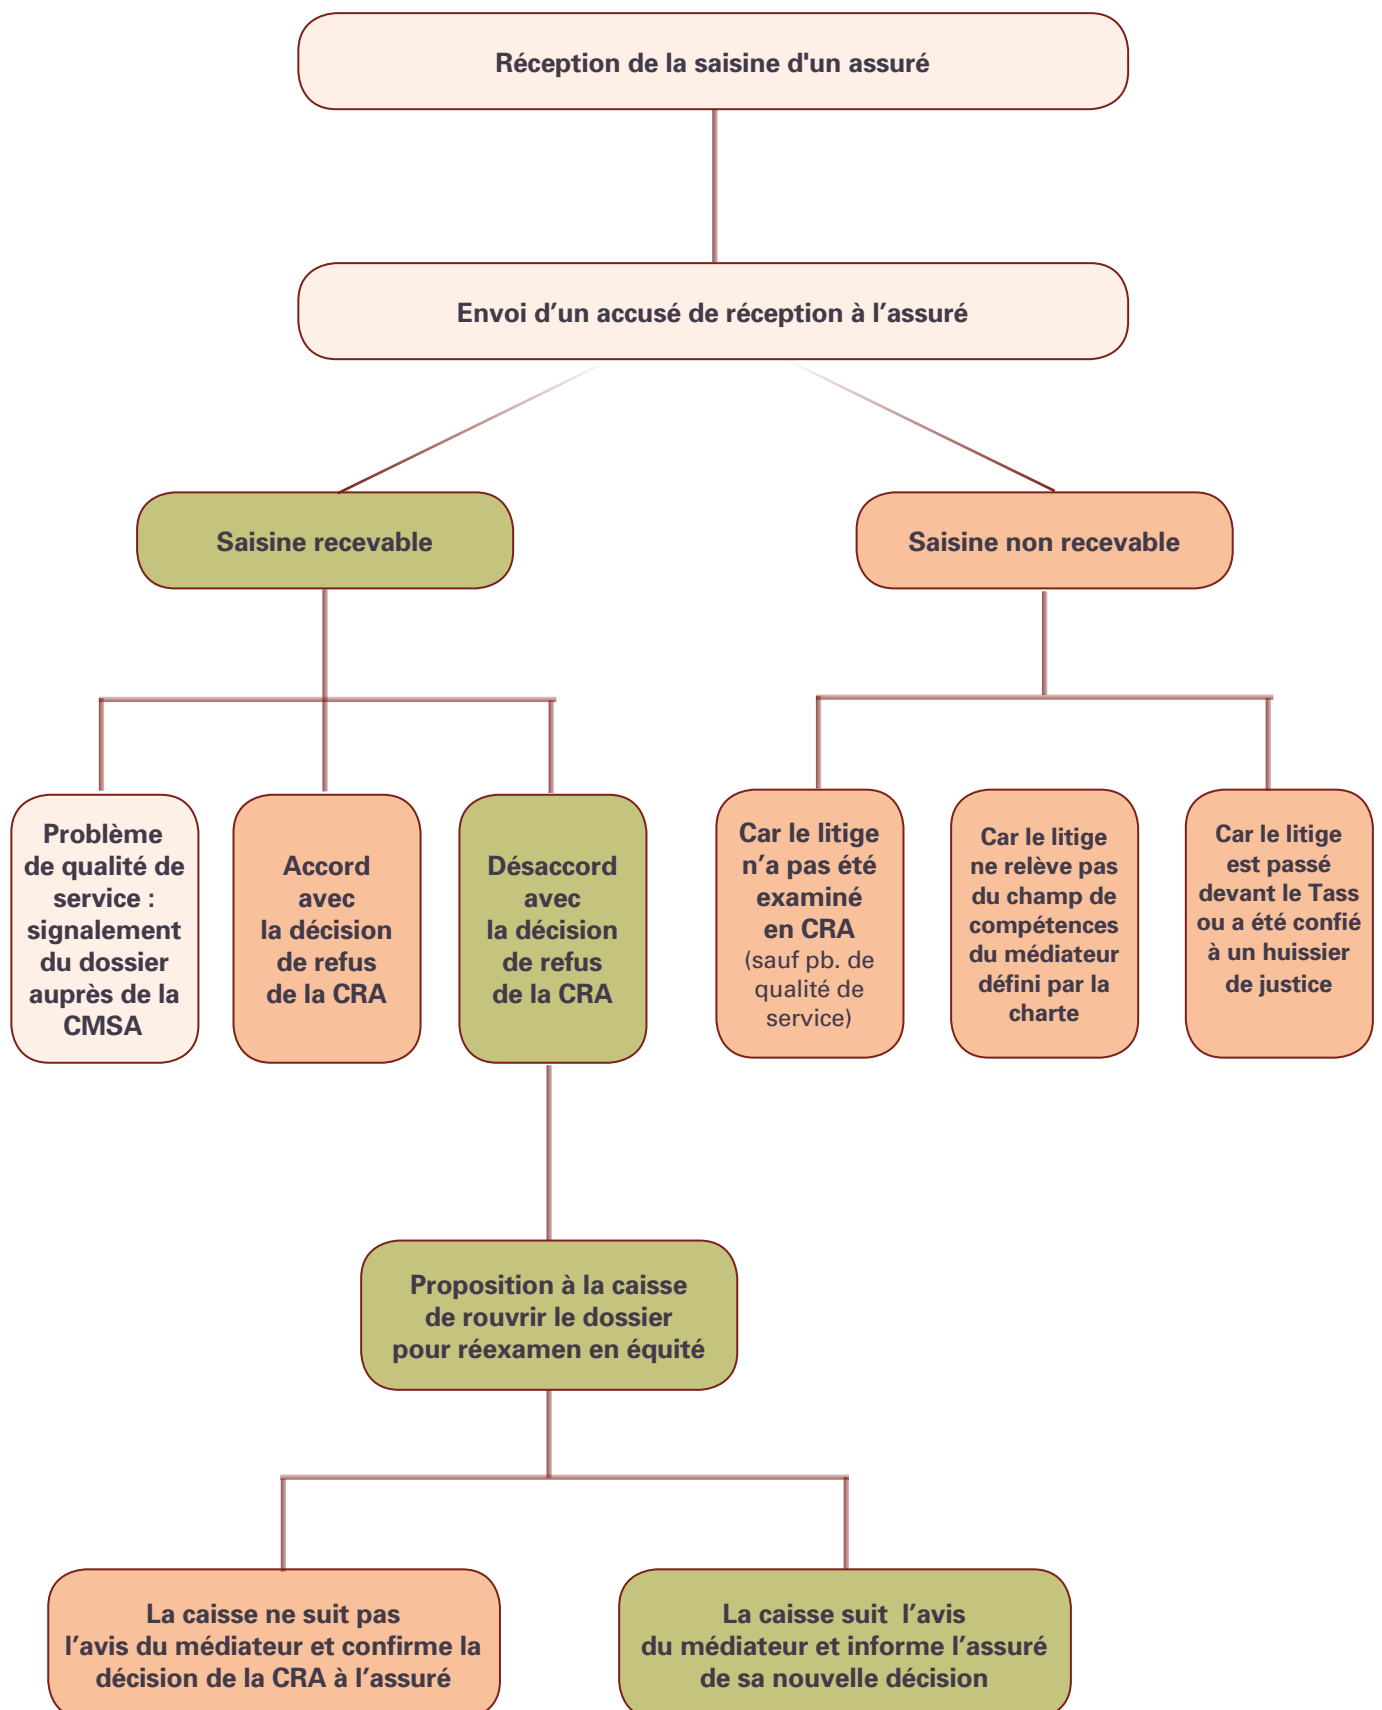 Réception de la saisine d'un assuré
Envoi d’un accusé de réception à l’assuré
Saisine recevable
Saisine non recevable
Problème
de qualité de
service :
signalement
du dossier
auprès de la
CMSA
Accord
avec
la décision
de refus
de la CRA
Désaccord
avec
la décision
de refus
de la CRA
Car le litige
n’a pas été
examiné
en CRA
(sauf pb. de
qualité de
service)
Car le litige
ne relève pas
du champ de
compétences
du médiateur
défini par la
charte
Car le litige
est passé
devant le Tass
ou a été confié
à un huissier
de justice
Proposition à la caisse
de rouvrir le dossier
pour réexamen en équité
La caisse ne suit pas
l’avis du médiateur et confirme la
décision de la CRA à l’assuré
La caisse suit l’avis
du médiateur et informe l’assuré
de sa nouvelle décision